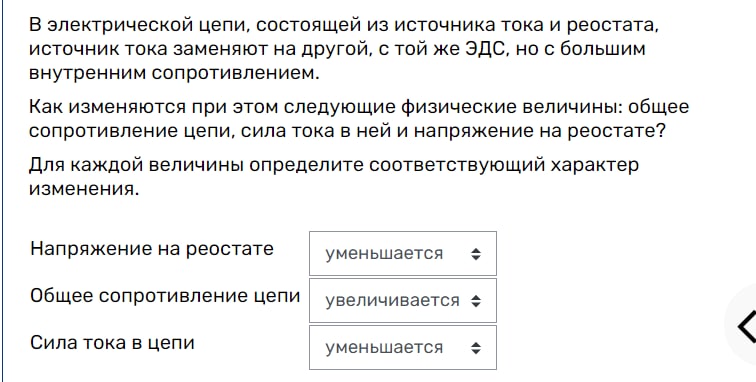 В электрической цепи, состоящей из источника тока и реостата,
источник тока заменяют на другой, с той же ЭДС, но с большим
внутренним сопротивлением.
Как изменяются при этом следующие физические величины: общее
сопротивление цепи, сила тока в ней и напряжение на реостате?
Для каждой величины определите соответствующий характер
изменения.
Напряжение на реостате уменьшается
Общее сопротивление цепи увеличивается
Сила тока в цепи уменьшается